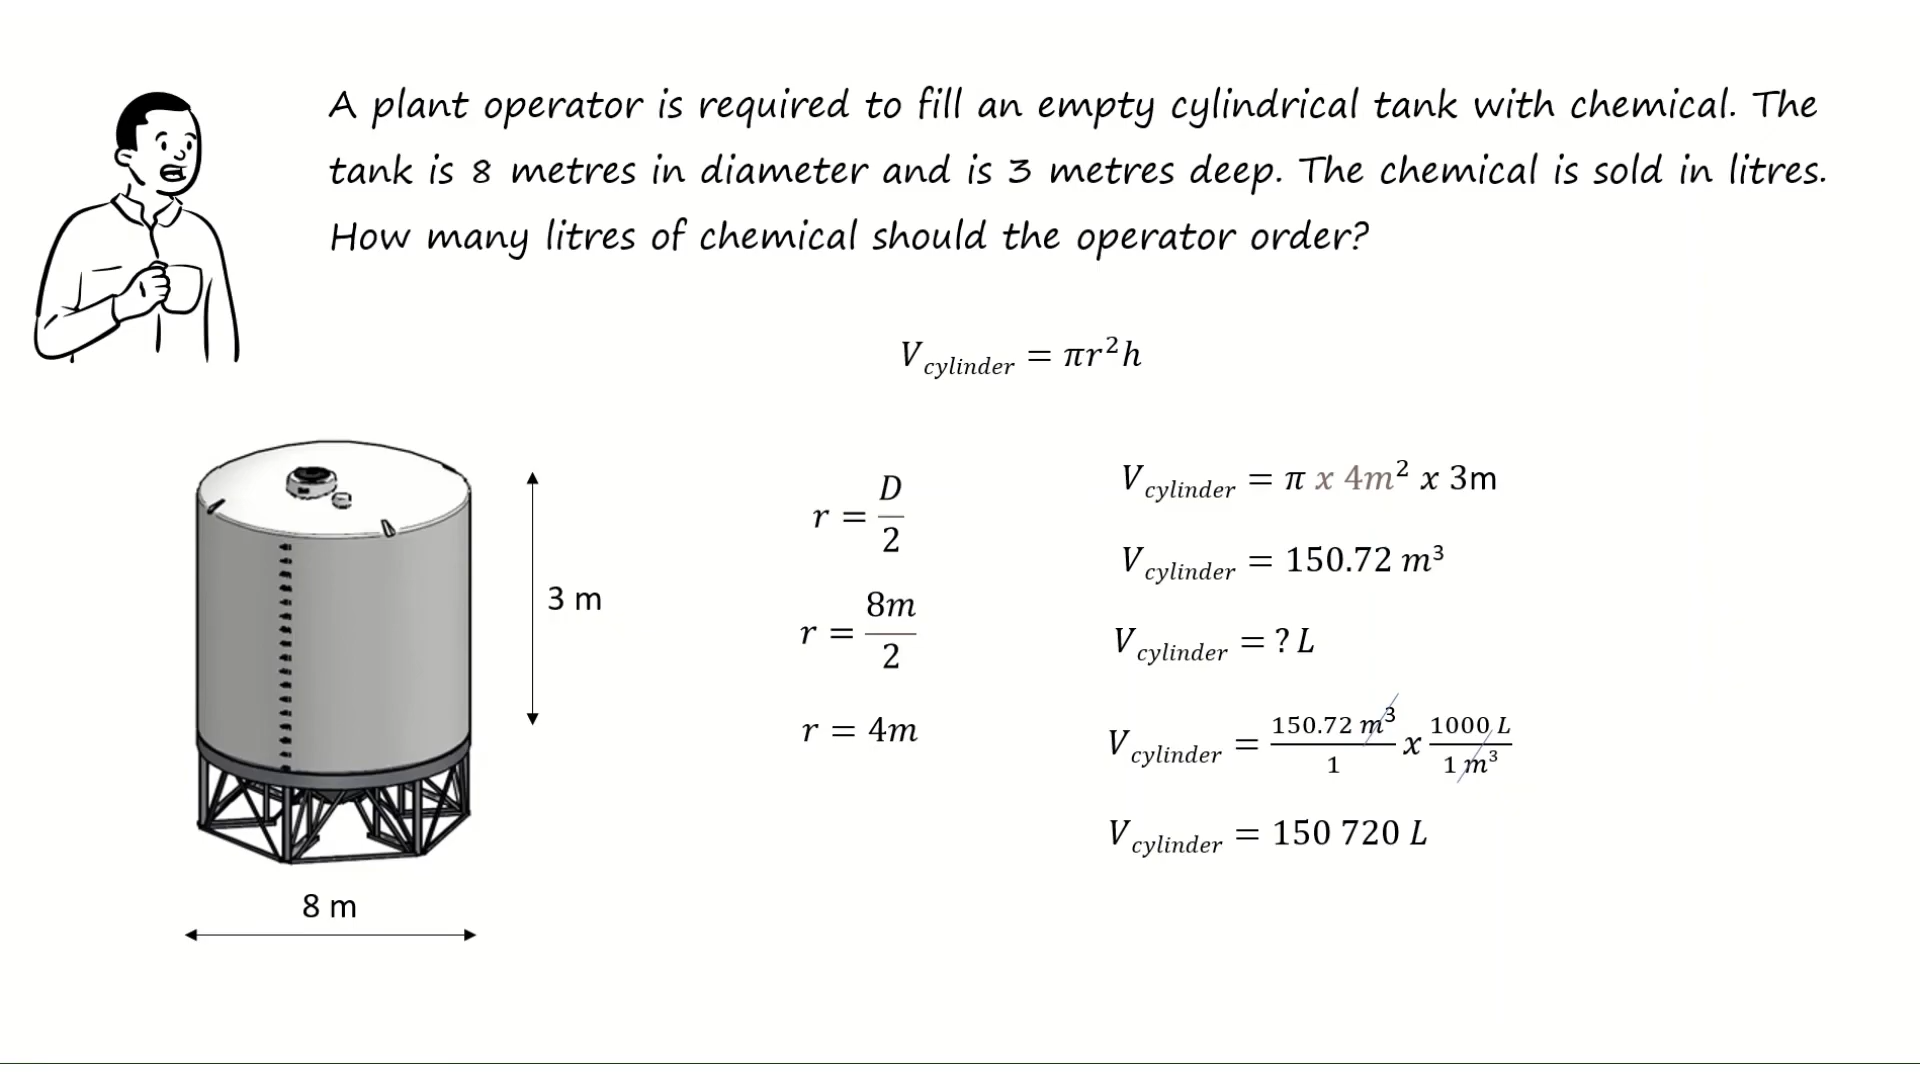 A plant operator is required to fill an empty cylindrical tank with chemical. The
tank is 8 metres in diameter and is 3 metres deep. The chemical is sold in litres.
How many litres of chemical should the operator order?
V_cylinder = πr²h
3 m
8 m
r = D/2
r = 8m/2
r = 4m
V_cylinder = π x 4m² x 3m
V_cylinder = 150.72 m³
V_cylinder = ? L
V_cylinder = 150.72 m³/1 x 1000 L/1 m³
V_cylinder = 150 720 L